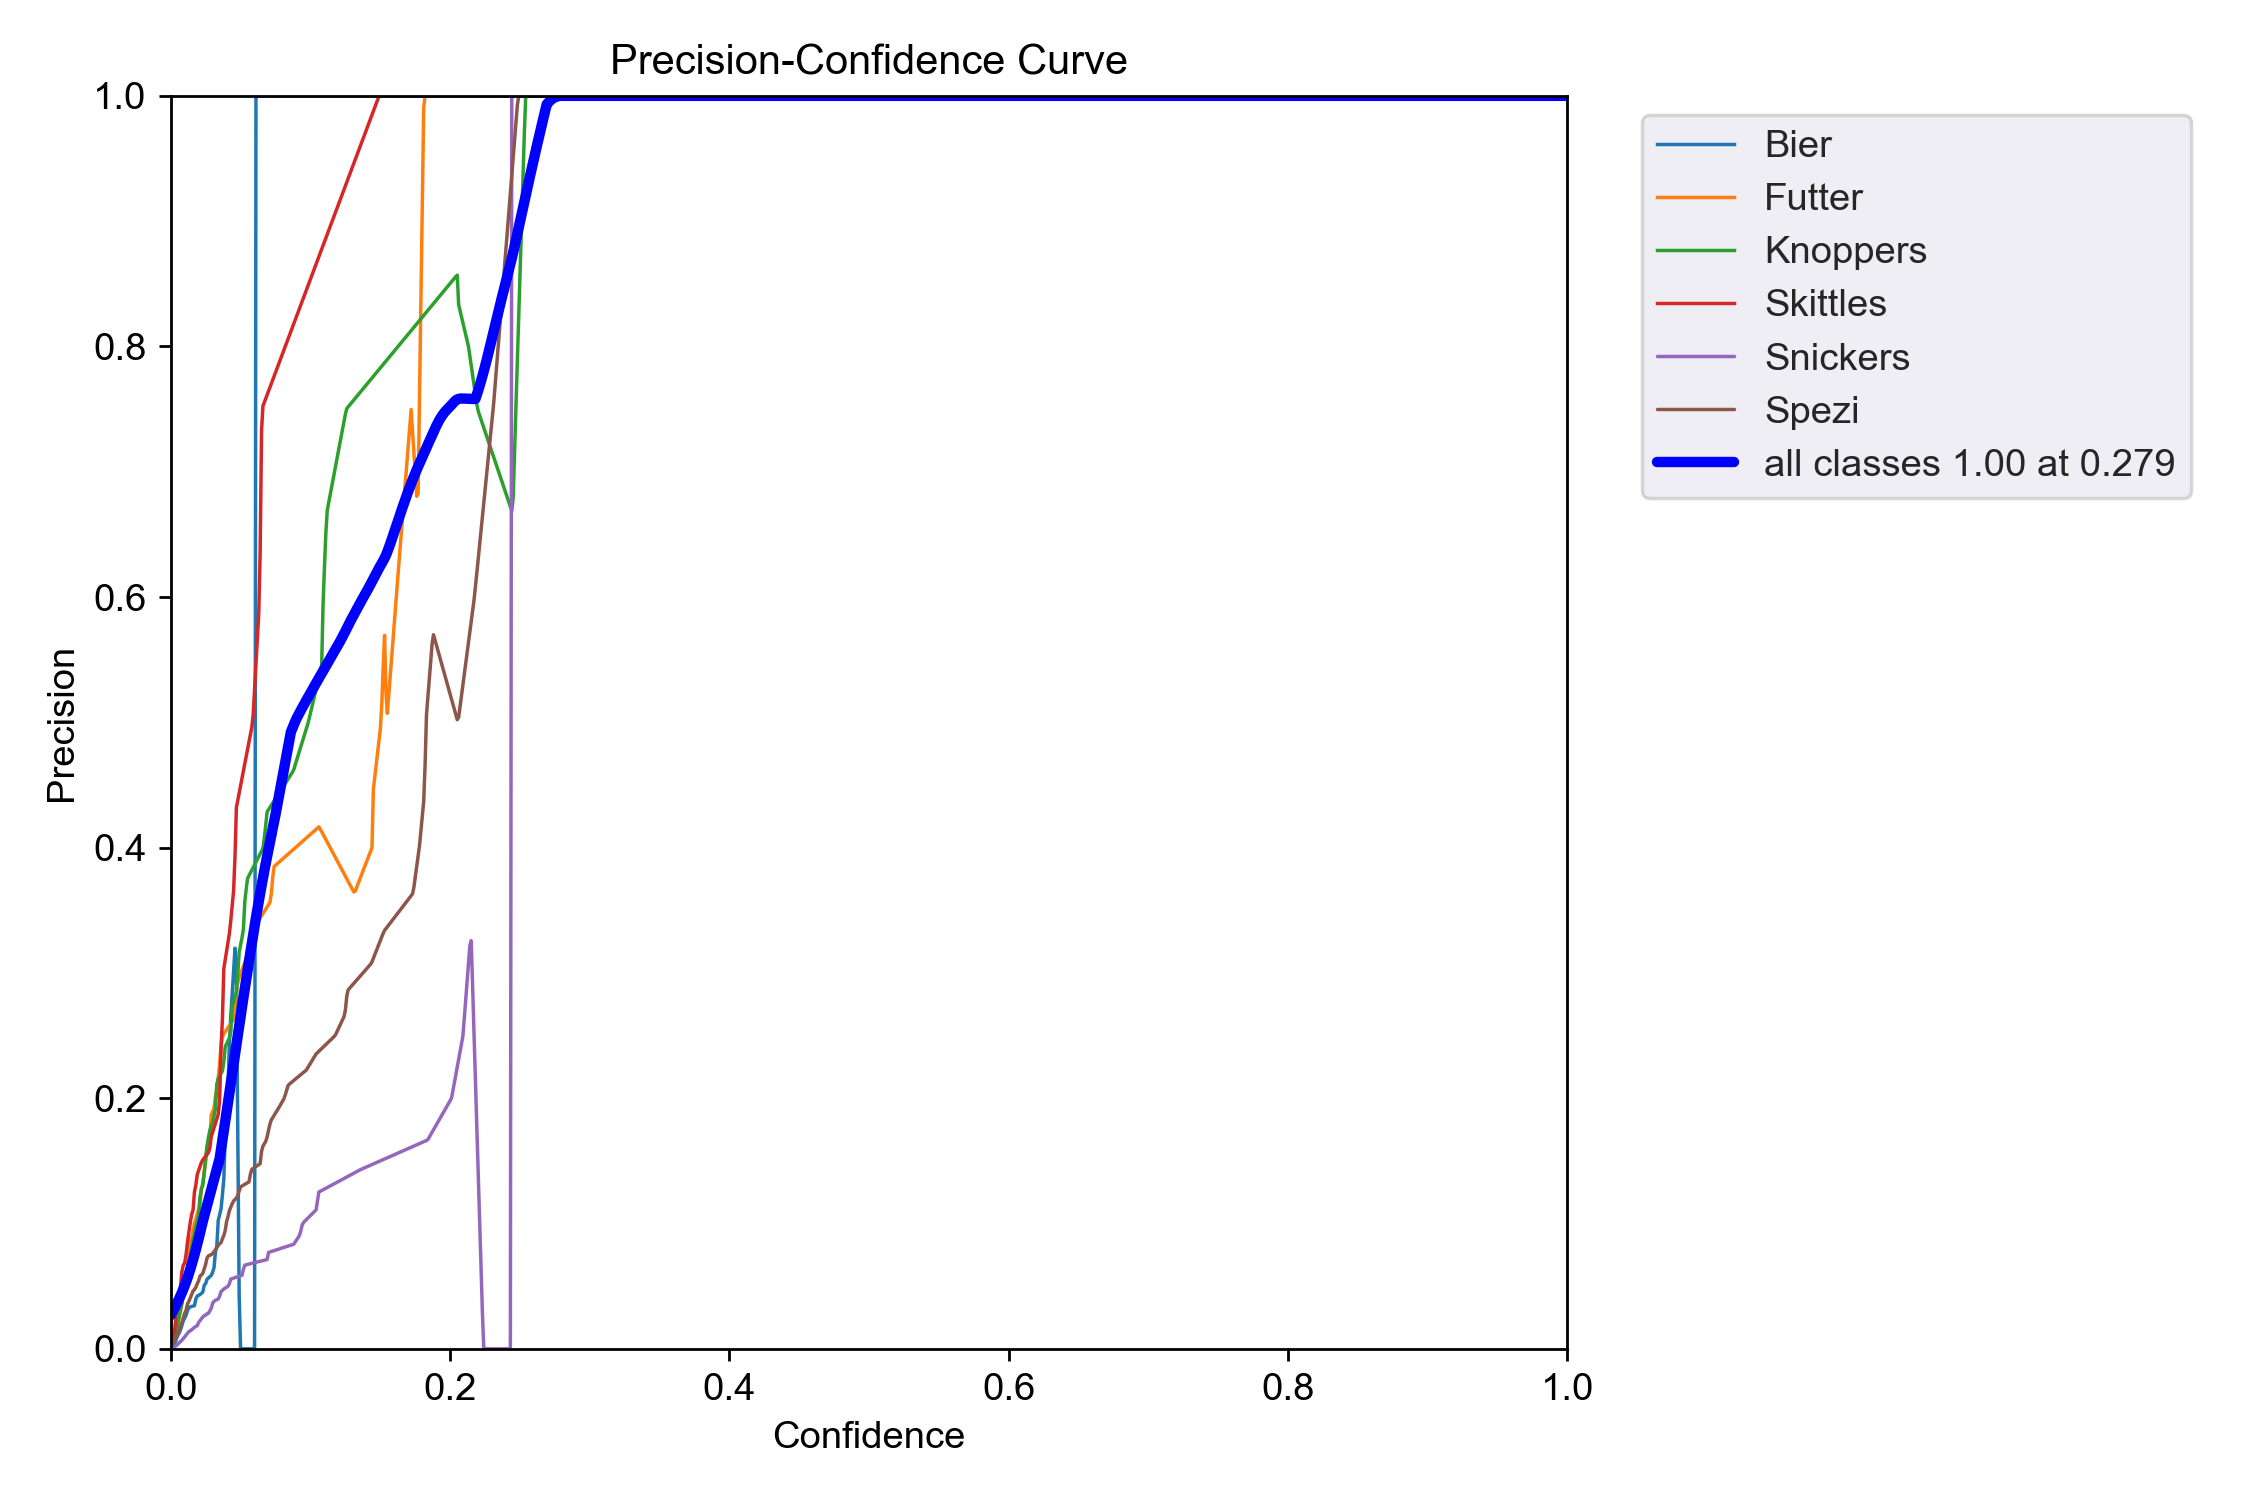 Precision-Confidence Curve
1.0
0.8
0.6
0.4
0.2
0.0
Precision
0.0 0.2 0.4 0.6 0.8 1.0
Confidence
Bier
Futter
Knoppers
Skittles
Snickers
Spezi
all classes 1.00 at 0.279